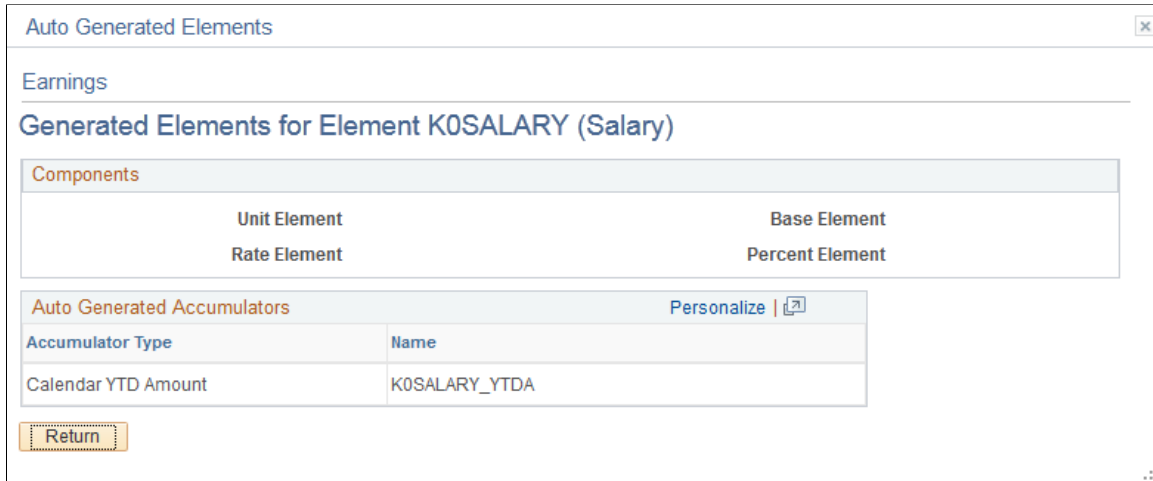 Auto Generated Elements
Earnings
Generated Elements for Element K0SALARY (Salary)
Components
Unit Element Base Element
Rate Element Percent Element
Auto Generated Accumulators Personalize |
Accumulator Type Name
Calendar YTD Amount K0SALARY_YTDA
Return